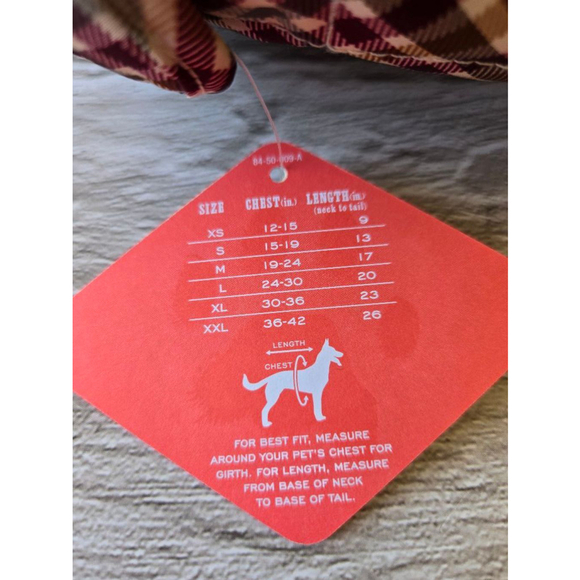 84-50-009-A
SIZE CHEST(in.) LENGTH(in.)
(neck to tail)
XS 12-15 9
S 15-19 13
M 19-24 17
L 24-30 20
XL 30-36 23
XXL 36-42 26
LENGTH
CHEST
FOR BEST FIT, MEASURE
AROUND YOUR PET'S CHEST FOR
GIRTH. FOR LENGTH, MEASURE
FROM BASE OF NECK
TO BASE OF TAIL.